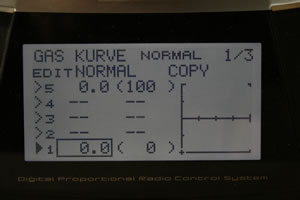 GAS KURVE NORMAL 1/3
EDIT NORMAL COPY
>5 0.0 (100)
>4 -- --
>3 -- --
>2 -- --
▶1 0.0 ( 0)
Digital Proportional Radio Control System